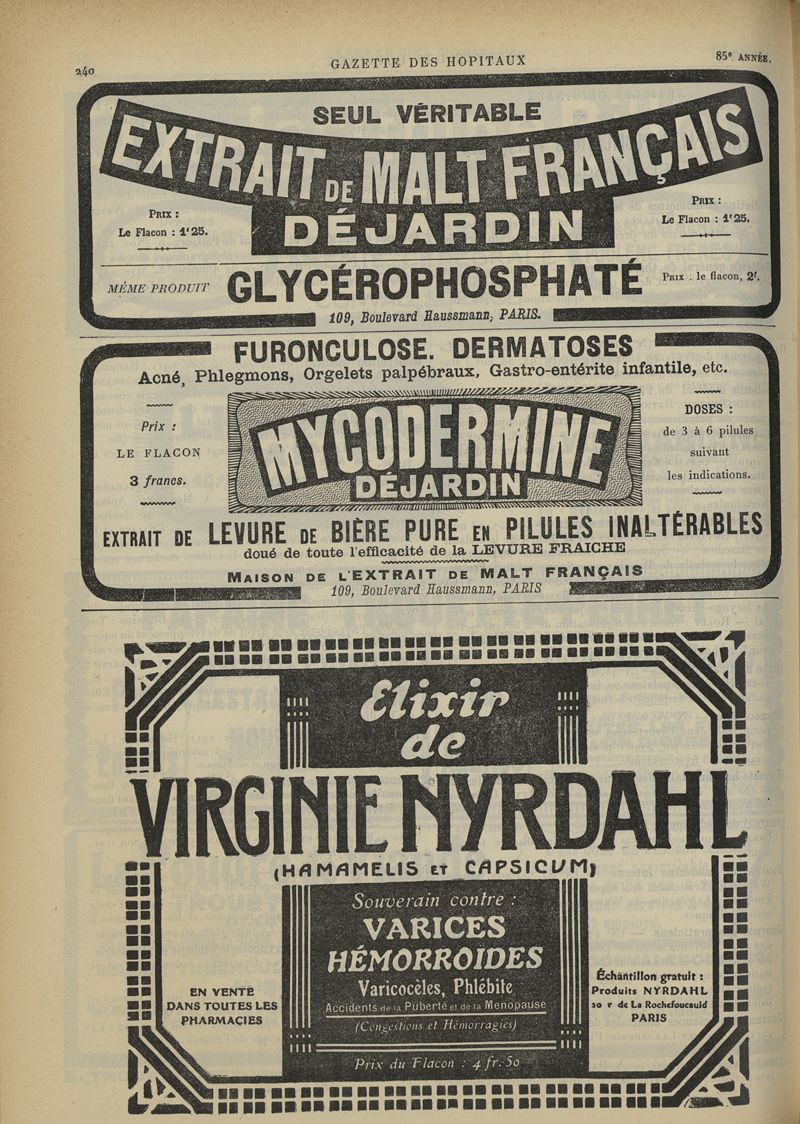 240
GAZETTE DES HOPITAUX
85e ANNÉE.
SEUL VÉRITABLE
EXTRAIT DE MALT FRANÇAIS
DÉJARDIN
PRIX :
Le Flacon : 1f25.
PRIX :
Le Flacon : 1f25.
MÊME PRODUIT
GLYCÉROPHOSPHATÉ
PRIX : le flacon, 2f.
109, Boulevard Haussmann, PARIS.
FURONCULOSE. DERMATOSES
Acné, Phlegmons, Orgelets palpébraux, Gastro-entérite infantile, etc.
Prix :
LE FLACON
3 francs.
MYCODERMINE
DÉJARDIN
DOSES :
de 3 à 6 pilules
suivant
les indications.
EXTRAIT DE LEVURE DE BIÈRE PURE EN PILULES INALTÉRABLES
doué de toute l'efficacité de la LEVURE FRAICHE
MAISON DE L'EXTRAIT DE MALT FRANÇAIS
109, Boulevard Haussmann, PARIS
Elixir
de
VIRGINIE NYRDAHL
(HAMAMELIS ET CAPSICUM)
Souverain contre :
VARICES
HÉMORROÏDES
Varicocèles, Phlébite
Accidents de la Puberté et de la Menopause
(Congestions et Hémorragies)
Prix du Flacon : 4 fr. 50
EN VENTE
DANS TOUTES LES
PHARMACIES
Échantillon gratuit :
Produits NYRDAHL
20 r de La Rochefoucauld
PARIS